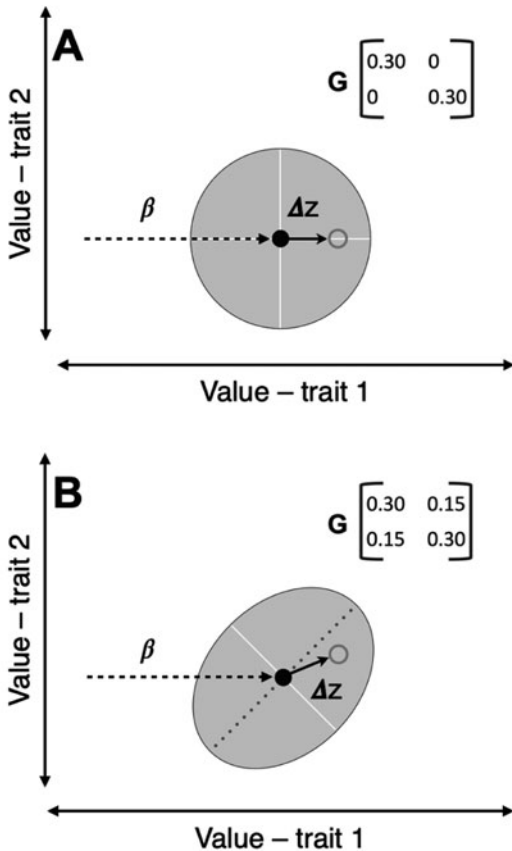 A
G
0.30 0
0 0.30
Value – trait 2
β
Δz
Value – trait 1
B
G
0.30 0.15
0.15 0.30
Value – trait 2
β
Δz
Value – trait 1